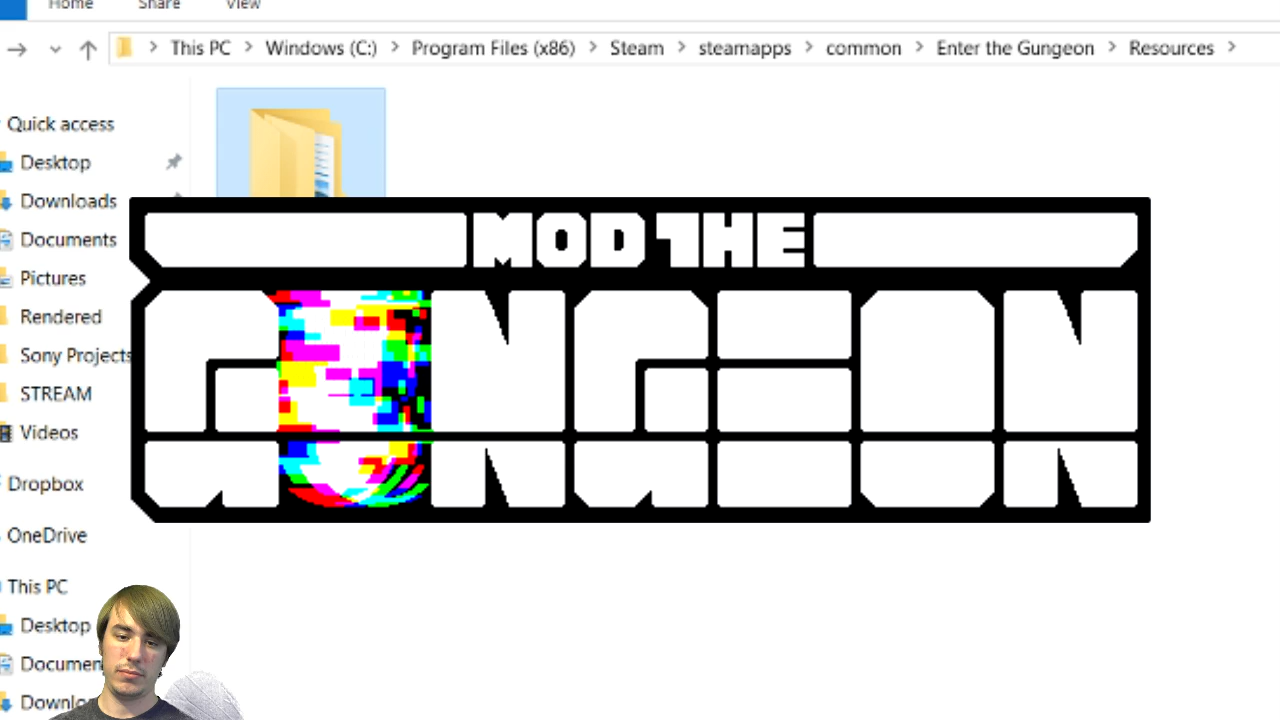 Home Share View
This PC Windows (C:) Program Files (x86) Steam steamapps common Enter the Gungeon Resources
Quick access
Desktop
Downloads
Documents
Pictures
Rendered
Sony Projects
STREAM
Videos
Dropbox
OneDrive
This PC
Desktop
MOD THE
GUNGEON